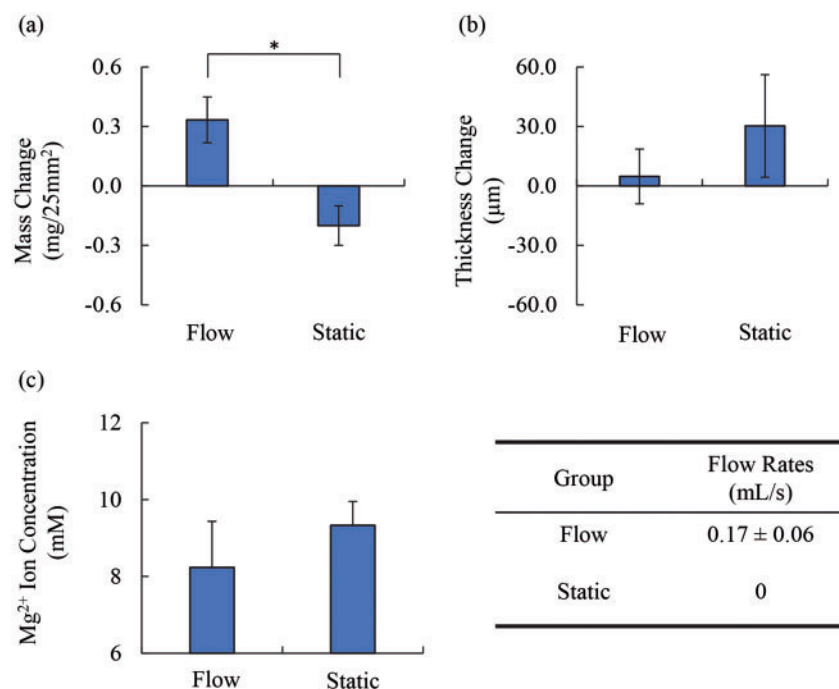 (a)
*
0.6
0.3
0.0
-0.3
-0.6
Mass Change
(mg/25mm²)
Flow
Static
(b)
60.0
30.0
0.0
-30.0
-60.0
Thickness Change
(μm)
Flow
Static
(c)
12
10
8
6
Mg²⁺ Ion Concentration
(mM)
Flow
Static
Group
Flow Rates
(mL/s)
Flow
0.17 ± 0.06
Static
0